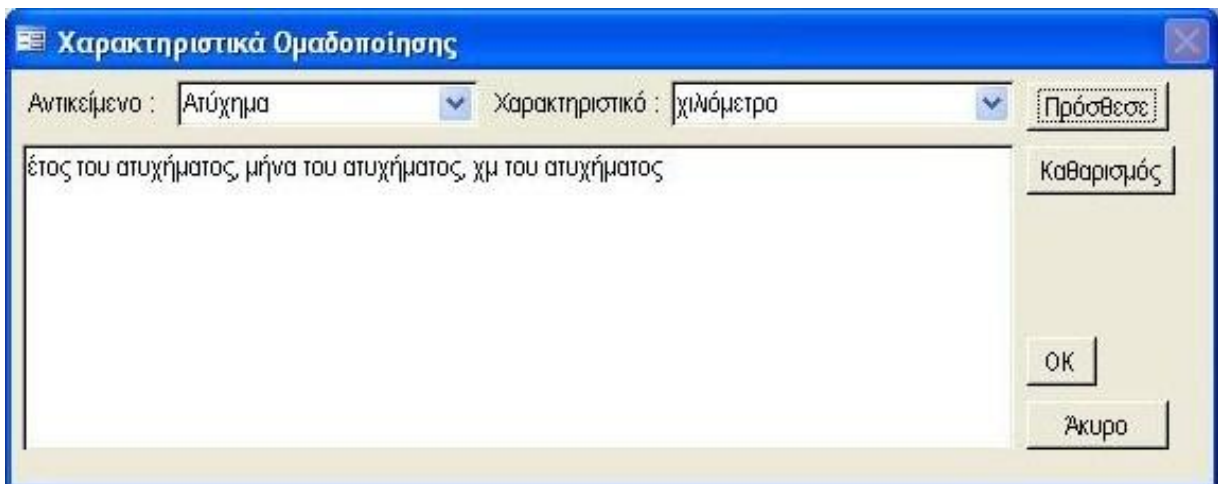 Χαρακτηριστικά Ομαδοποίησης
Αντικείμενο : Ατύχημα Χαρακτηριστικό : χιλιόμετρο Πρόσθεσε
έτος του ατυχήματος, μήνα του ατυχήματος, χμ του ατυχήματος
Καθαρισμός
OK
Άκυρο